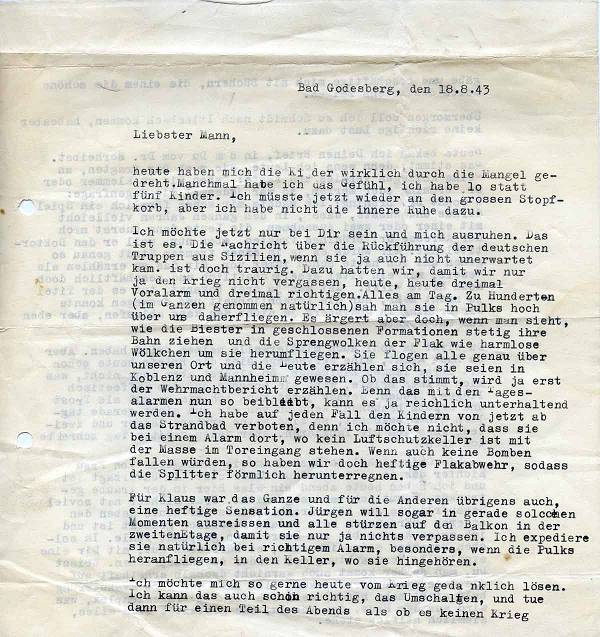 Bad Godesberg, den 18.8.43
Liebster Mann,
heute haben mich die Ki der wirklich durch die Mangel ge-
dreht.Manchmal habe ich das Gefühl, ich habe lo statt
fünf Kinder. Ich müsste jetzt wieder an den grossen Stopf-
korb, aber ich habe nicht die innere Ruhe dazu.
Ich möchte jetzt nur bei Dir sein und mich ausruhen. Das
ist es. Die Nachricht über die Rückführung der deutschen
Truppen aus Sizilien,wenn sie ja auch nicht unerwartet
kam. ist doch traurig. Dazu hatten wir, damit wir nur
ja den Krieg nicht vergassen, heute, heute dreimal
Voralarm und dreimal richtigen.Alles am Tag. Zu Hunderten
(im Ganzen genommen natürlich)sah man sie in Pulks hoch
über uns daherfliegen. Es ärgert aber doch, wenn man sieht,
wie die Biester in geschlossenen Formationen stetig ihre
Bahn ziehen und die Sprengwolken der Flak wie harmlose
Wölkchen um sie herumfliegen. Sie flogen alle genau über
unseren Ort und die Leute erzählen sich, sie seien in
Koblenz und Mannheimm gewesen. Ob das stimmt, wird ja erst
der Wehrmachtbericht erzählen. Denn das mit den Tages-
alarmen nun so beibleibt, kann es ja reichlich unterhaltend
werden. Ich habe auf jeden Fall den Kindern von jetzt ab
das Strandbad verboten, denn ich möchte nicht, dass sie
bei einem Alarm dort, wo kein Luftschutzkeller ist mit
der Masse im Toreingang stehen. Wenn auch keine Bomben
fallen würden, so haben wir doch heftige Flakabwehr, sodass
die Splitter förmlich herunterregnen.
Für Klaus war das Ganze und für die Anderen übrigens auch,
eine heftige Sensation. Jürgen will sogar in gerade solcchen
Momenten ausreissen und alle stürzen auf den Balkon in der
zweiten Etage, damit sie nur ja nichts verpassen. Ich expediere
sie natürlich bei richtigem Alarm, besonders, wenn die Pulks
heranfliegen, in den Keller, wo sie hingehören.
Ich möchte mich so gerne heute vom Krieg geda nklich lösen.
Ich kann das auch schon richtig, das Umschalten, und tue
dann für einen Teil des Abends als ob es keinen Krieg